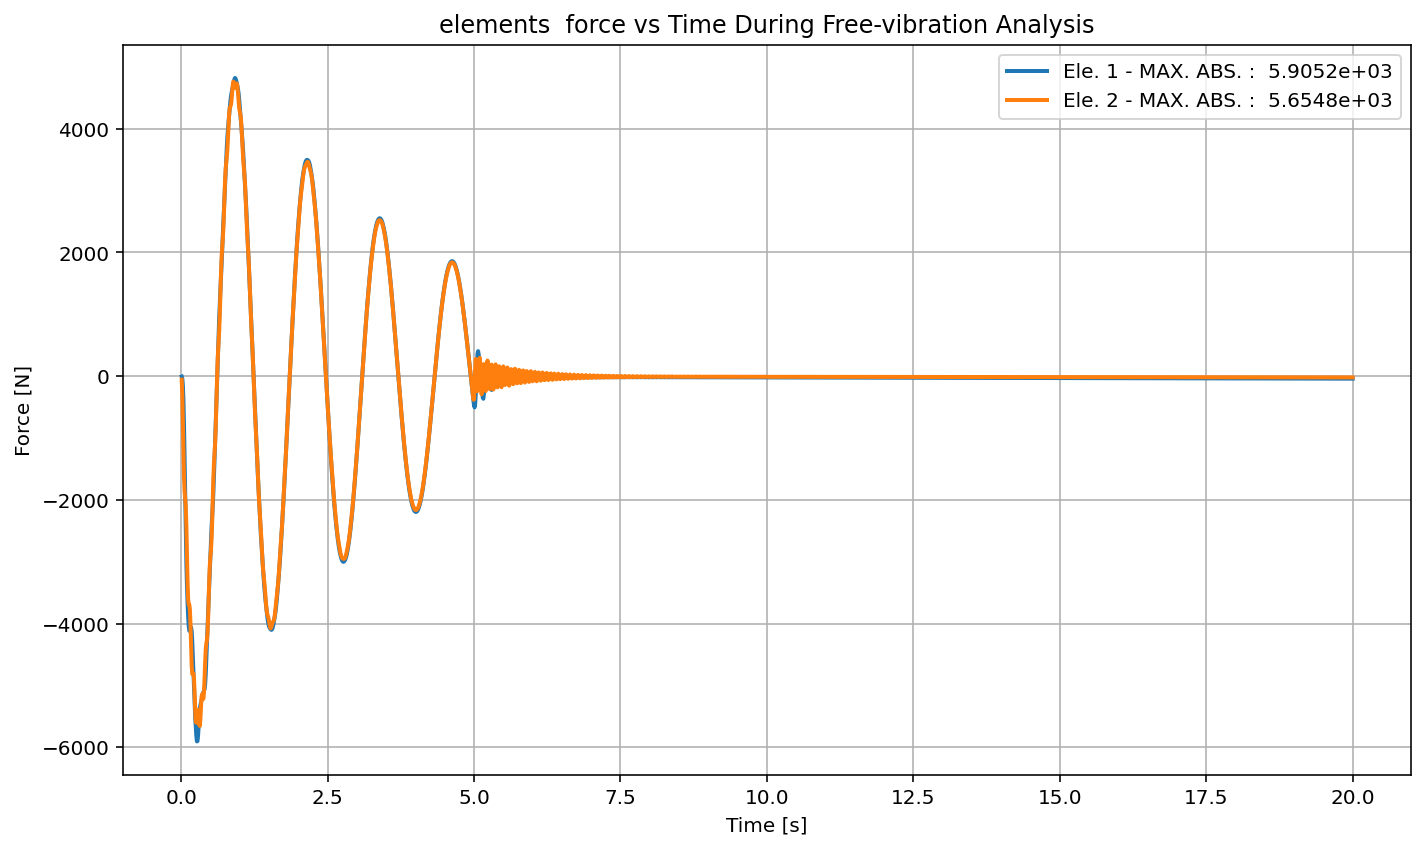 elements  force vs Time During Free-vibration Analysis
Ele. 1 - MAX. ABS. :  5.9052e+03
Ele. 2 - MAX. ABS. :  5.6548e+03
Force [N]
4000
2000
0
−2000
−4000
−6000
0.0 2.5 5.0 7.5 10.0 12.5 15.0 17.5 20.0
Time [s]